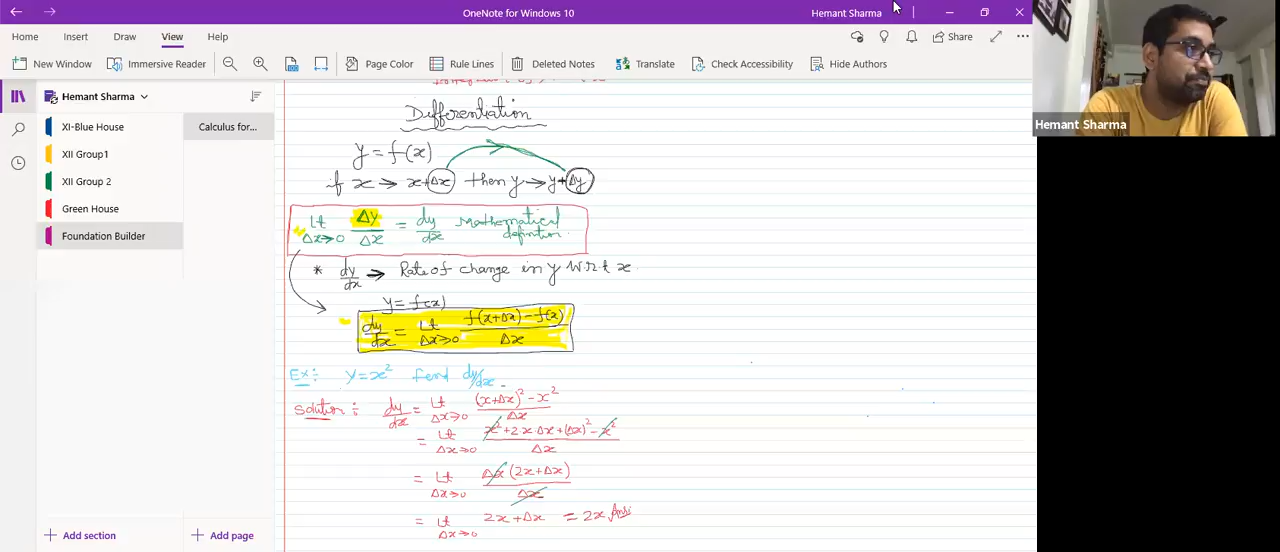 OneNote for Windows 10
Hemant Sharma
Home Insert Draw View Help
Share
New Window Immersive Reader Page Color Rule Lines Deleted Notes Translate Check Accessibility Hide Authors
Hemant Sharma
XI-Blue House
XII Group1
XII Group 2
Green House
Foundation Builder
Add section
Calculus for...
Add page
Differentiation
y = f(x)
if x → x+Δx then y → y+Δy
Lt Δx→0 Δy/Δx = dy/dx Mathematical definition.
* dy/dx → Rate of change in y w.r.t x.
y = f(x)
dy/dx = Lt Δx→0 f(x+Δx) - f(x) / Δx
Ex:- y = x² find dy/dx.
Solution :- dy/dx = Lt Δx→0 (x+Δx)² - x² / Δx
= Lt Δx→0 x² + 2x·Δx + (Δx)² - x² / Δx
= Lt Δx→0 Δx (2x+Δx) / Δx
= Lt Δx→0 2x+Δx = 2x Ans:
Hemant Sharma